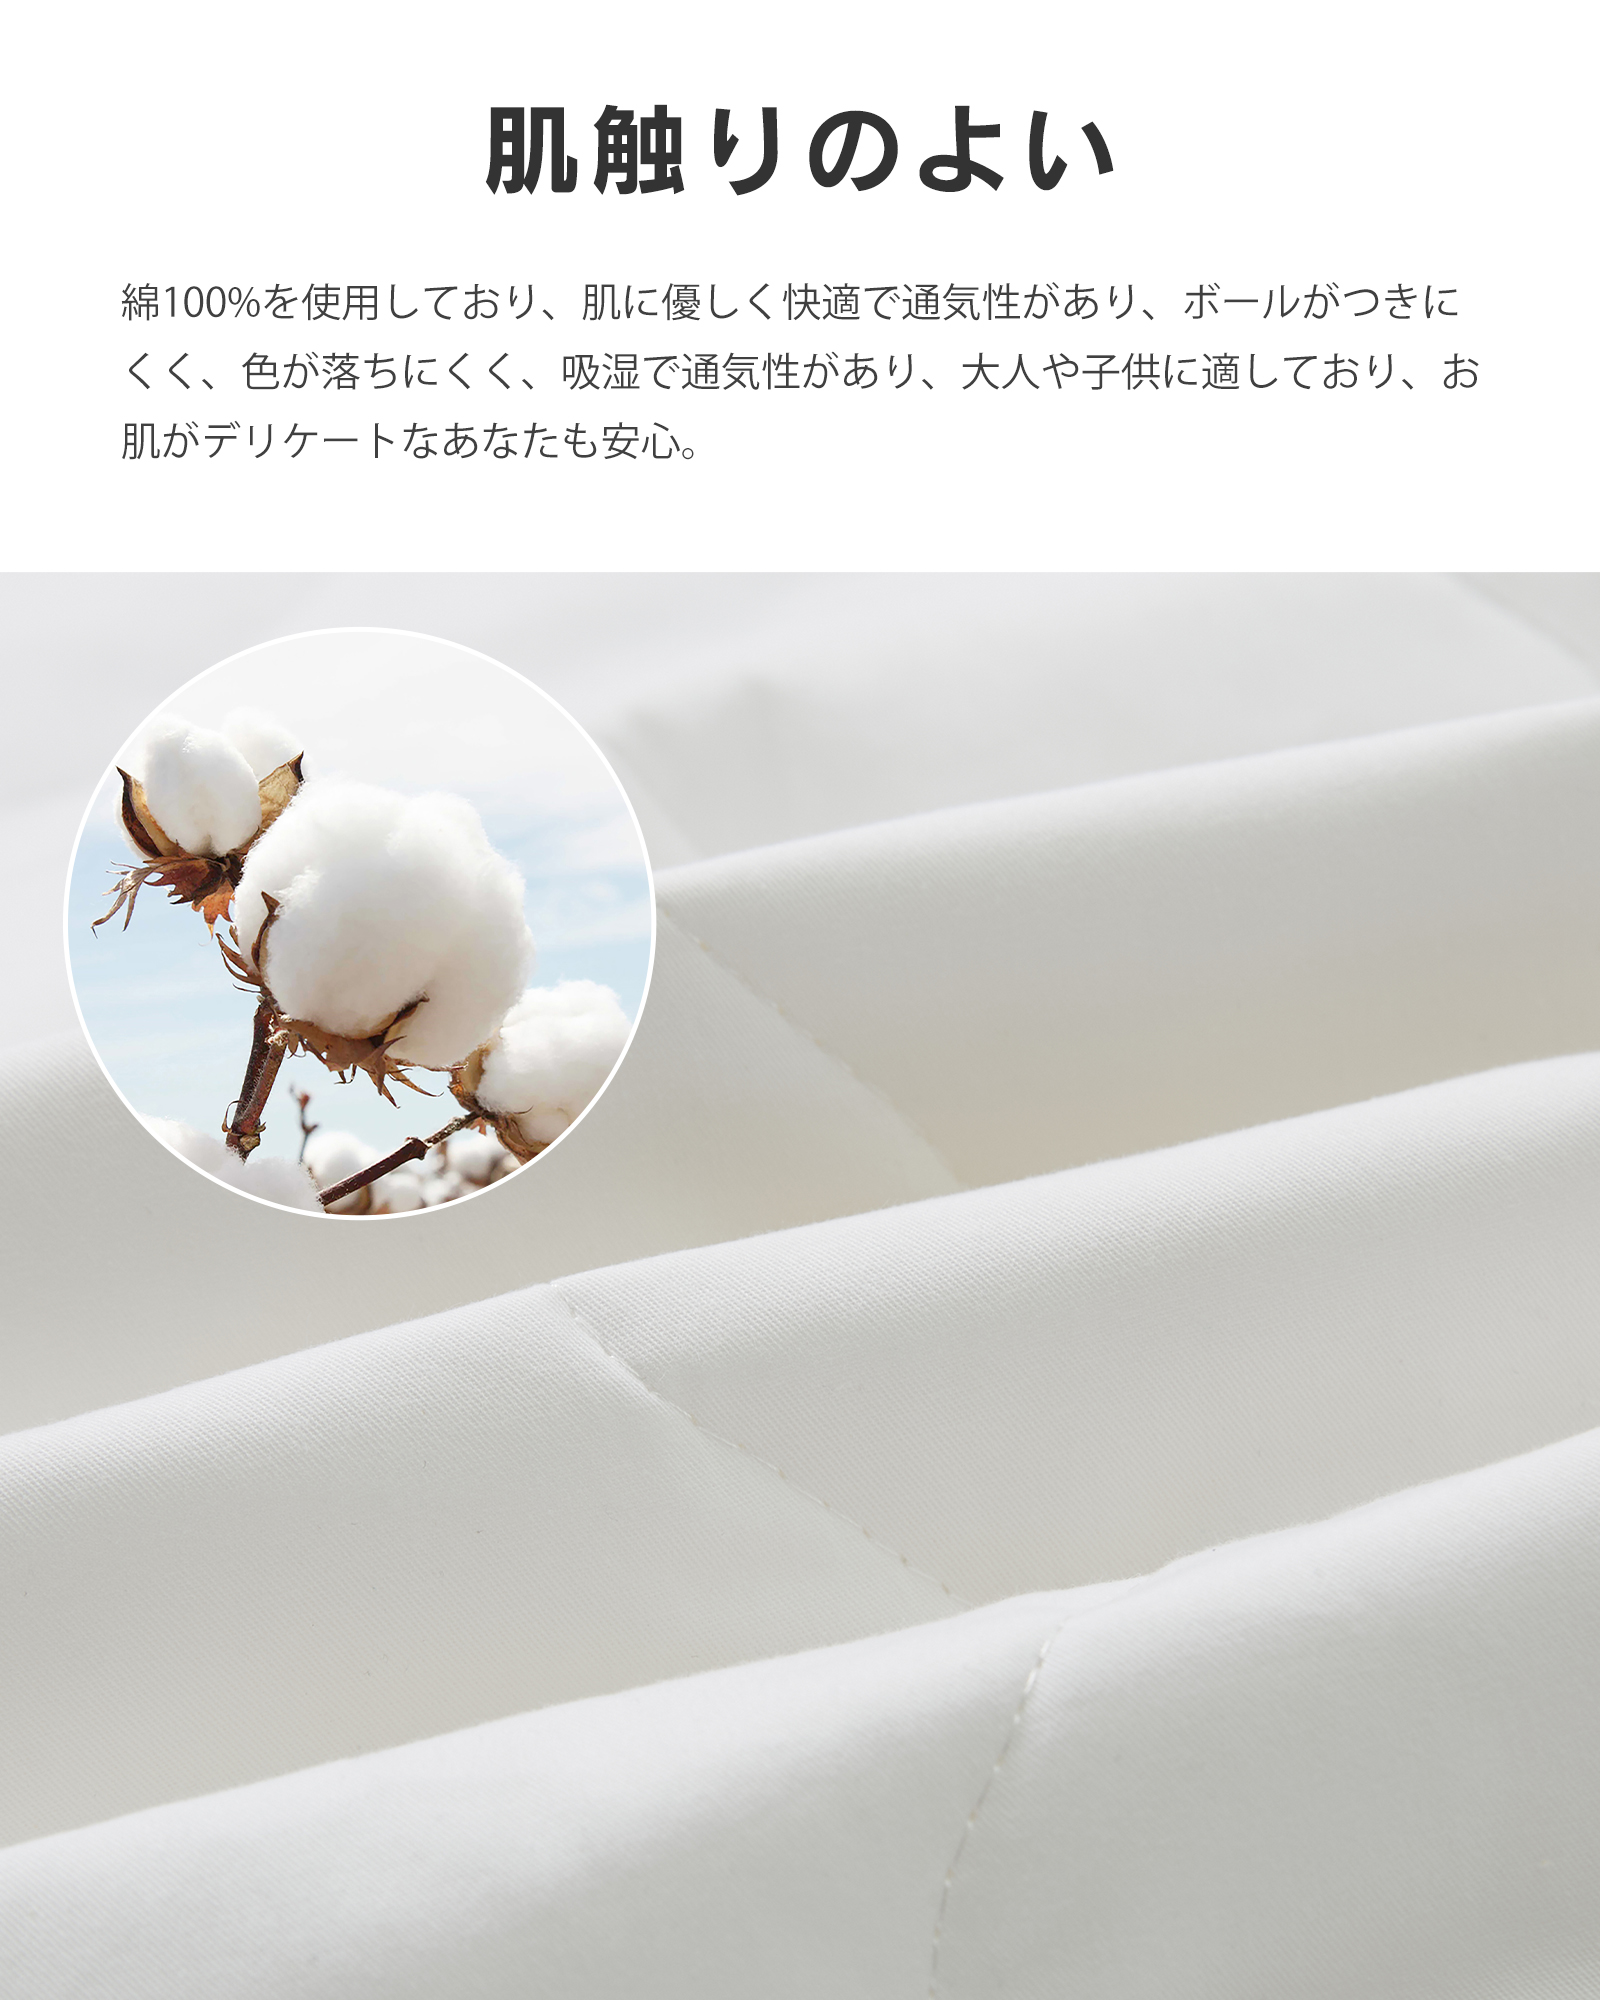 肌触りのよい
綿100%を使用しており、肌に優しく快適で通気性があり、ボールがつきに
くく、色が落ちにくく、吸湿で通気性があり、大人や子供に適しており、お
肌がデリケートなあなたも安心。